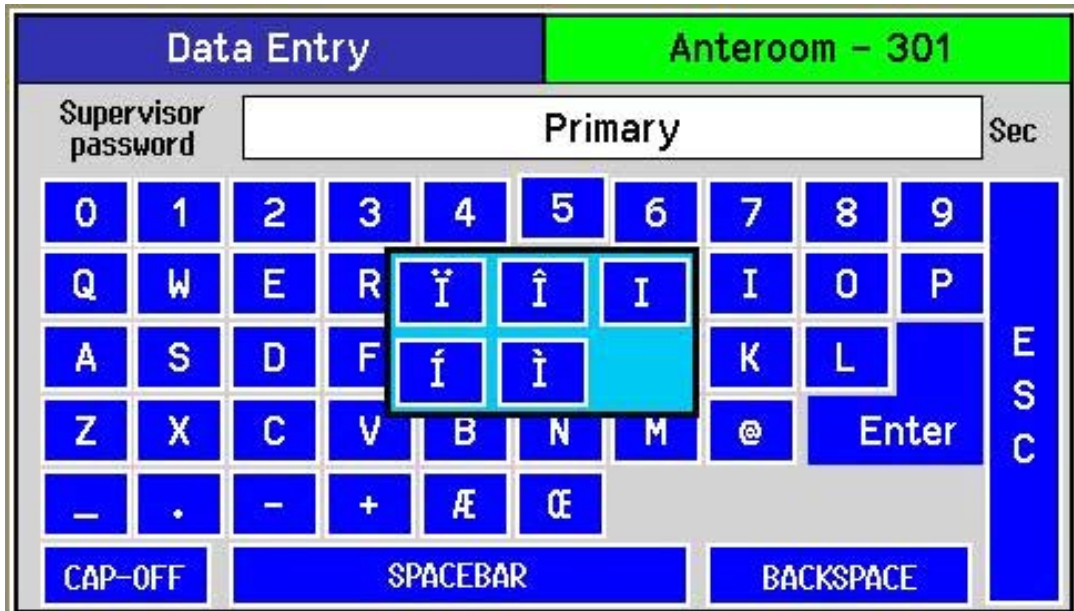 Data Entry Anteroom - 301
Supervisor password Primary Sec
0 1 2 3 4 5 6 7 8 9
Q W E R Ï Î I I O P
A S D F Í Ì K L
Z X C V B N M @ Enter
_ . - + Æ Œ
CAP-OFF SPACEBAR BACKSPACE
ESC